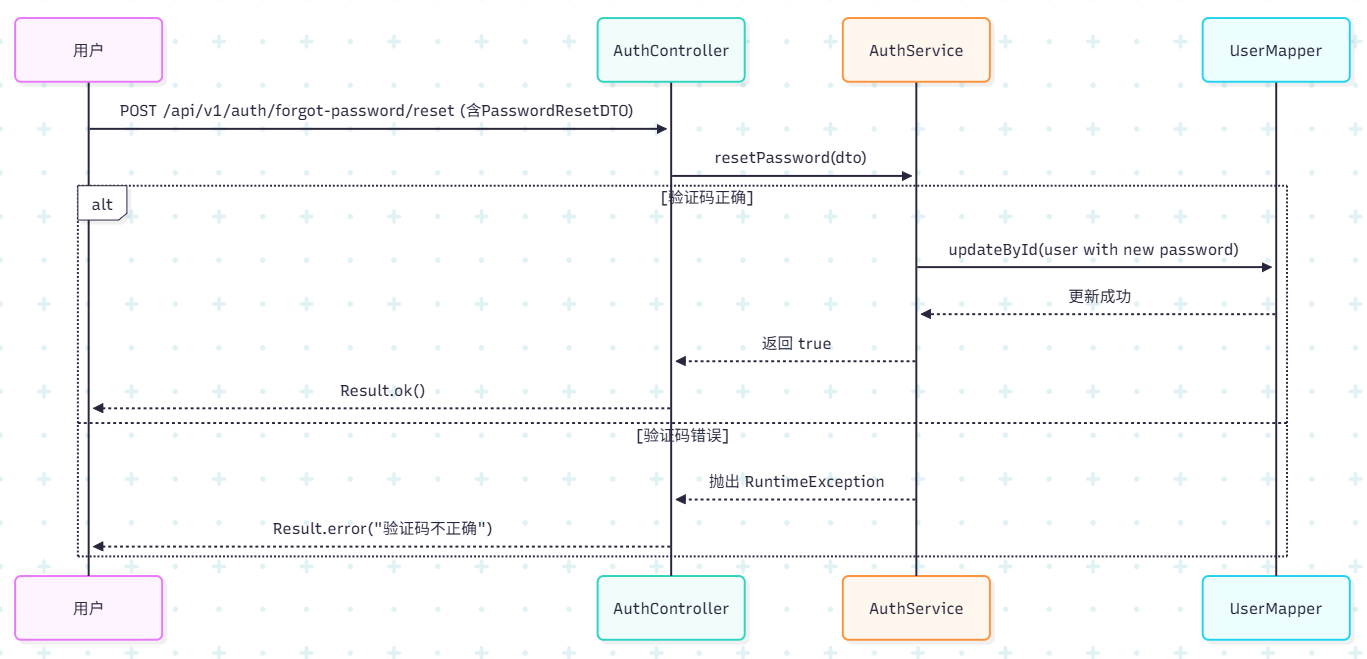 用户
AuthController
AuthService
UserMapper
POST /api/v1/auth/forgot-password/reset (含PasswordResetDTO)
resetPassword(dto)
alt
[验证码正确]
updateById(user with new password)
更新成功
返回 true
Result.ok()
[验证码错误]
抛出 RuntimeException
Result.error("验证码不正确")
用户
AuthController
AuthService
UserMapper